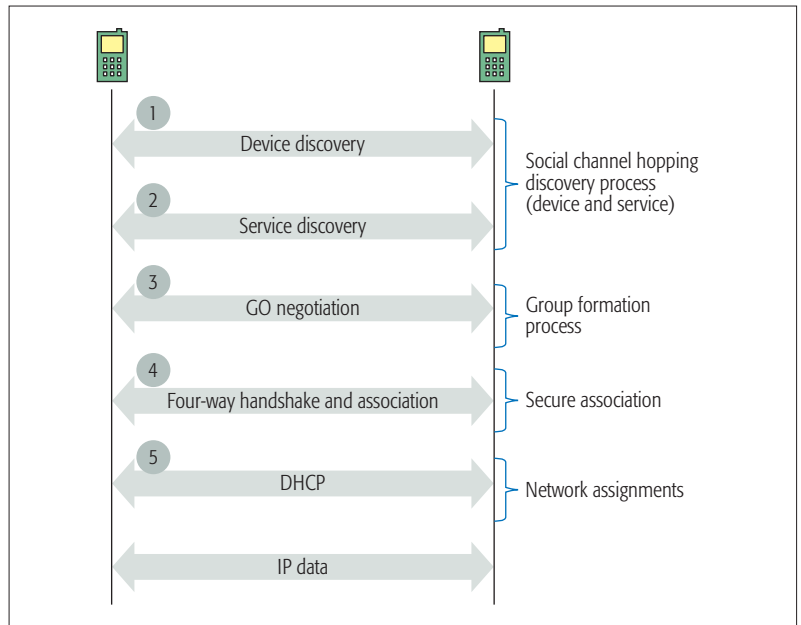 1
Device discovery
2
Service discovery
Social channel hopping
discovery process
(device and service)
3
GO negotiation
Group formation
process
4
Four-way handshake and association
Secure association
5
DHCP
Network assignments
IP data